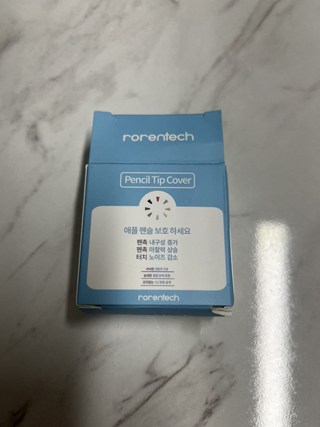 rorentech
Pencil Tip Cover
애플 펜슬 보호 하세요
펜촉 내구성 증가
펜촉 마찰력 상승
터치 노이즈 감소
rorentech